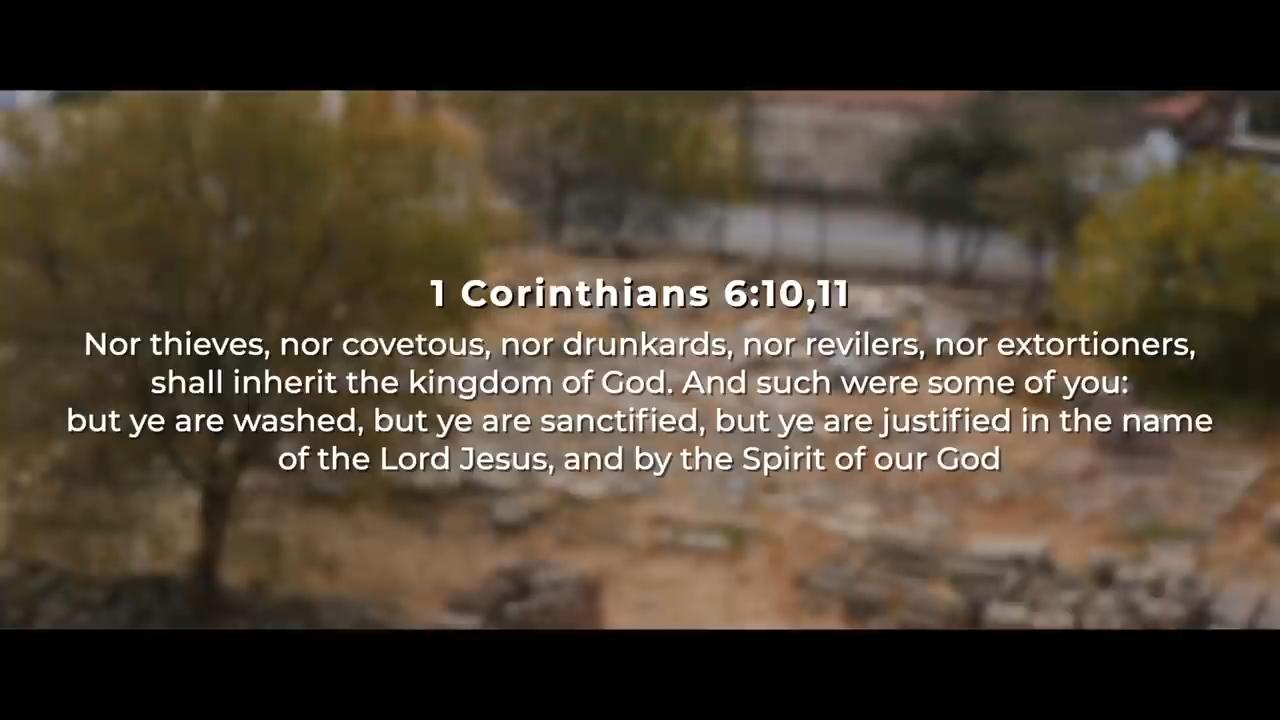 1 Corinthians 6:10,11
Nor thieves, nor covetous, nor drunkards, nor revilers, nor extortioners,
shall inherit the kingdom of God. And such were some of you:
but ye are washed, but ye are sanctified, but ye are justified in the name
of the Lord Jesus, and by the Spirit of our God